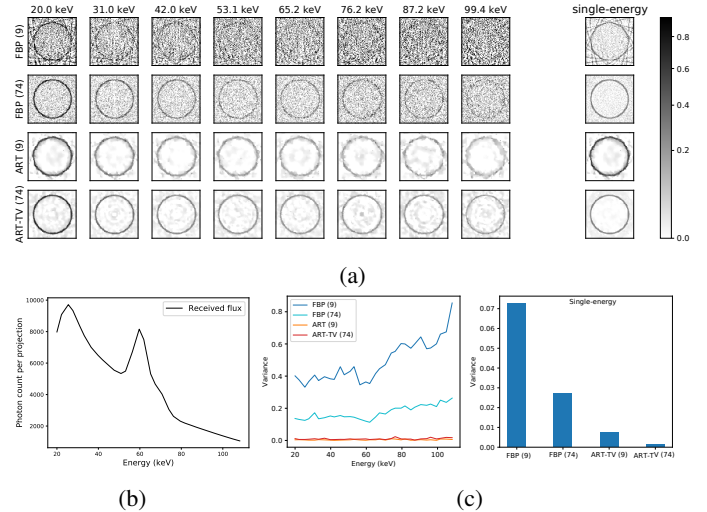 20.0 keV 31.0 keV 42.0 keV 53.1 keV 65.2 keV 76.2 keV 87.2 keV 99.4 keV single-energy
FBP (9)
FBP (74)
ART (9)
ART-TV (74)
0.8
0.6
0.4
0.2
0.0
(a)
10000
8000
6000
4000
2000
20 40 60 80 100
Photon count per projection
Energy (keV)
Received flux
(b)
0.8
0.6
0.4
0.2
0.0
20 40 60 80 100
Variance
Energy (keV)
FBP (9)
FBP (74)
ART (9)
ART-TV (74)
Single-energy
0.07
0.06
0.05
0.04
0.03
0.02
0.01
0.00
Variance
FBP (9) FBP (74) ART-TV (9) ART-TV (74)
(c)